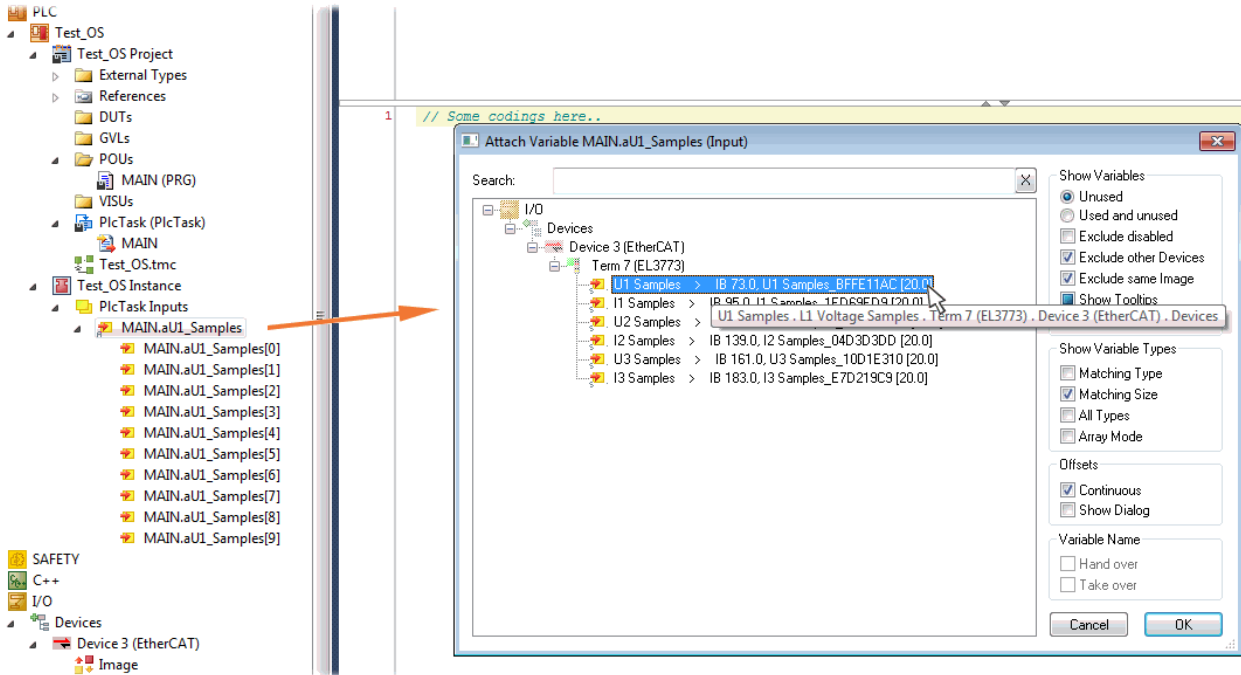 PLC
Test_OS
Test_OS Project
External Types
References
DUTs
GVLs
POUs
MAIN (PRG)
VISUs
PlcTask (PlcTask)
MAIN
Test_OS.tmc
Test_OS Instance
PlcTask Inputs
MAIN.aU1_Samples
MAIN.aU1_Samples[0]
MAIN.aU1_Samples[1]
MAIN.aU1_Samples[2]
MAIN.aU1_Samples[3]
MAIN.aU1_Samples[4]
MAIN.aU1_Samples[5]
MAIN.aU1_Samples[6]
MAIN.aU1_Samples[7]
MAIN.aU1_Samples[8]
MAIN.aU1_Samples[9]
SAFETY
C++
I/O
Devices
Device 3 (EtherCAT)
Image
1 // Some codings here..
Attach Variable MAIN.aU1_Samples (Input)
Search:
I/O
Devices
Device 3 (EtherCAT)
Term 7 (EL3773)
U1 Samples > IB 73.0, U1 Samples_BFFE11AC [20.0]
I1 Samples > IB 95.0, I1 Samples_1FD69ED9 [20.0]
U2 Samples >
U1 Samples . L1 Voltage Samples . Term 7 (EL3773) . Device 3 (EtherCAT) . Devices
I2 Samples > IB 139.0, I2 Samples_04D3D3DD [20.0]
U3 Samples > IB 161.0, U3 Samples_10D1E310 [20.0]
I3 Samples > IB 183.0, I3 Samples_E7D219C9 [20.0]
Show Variables
Unused
Used and unused
Exclude disabled
Exclude other Devices
Exclude same Image
Show Tooltips
Show Variable Types
Matching Type
Matching Size
All Types
Array Mode
Offsets
Continuous
Show Dialog
Variable Name
Hand over
Take over
Cancel
OK